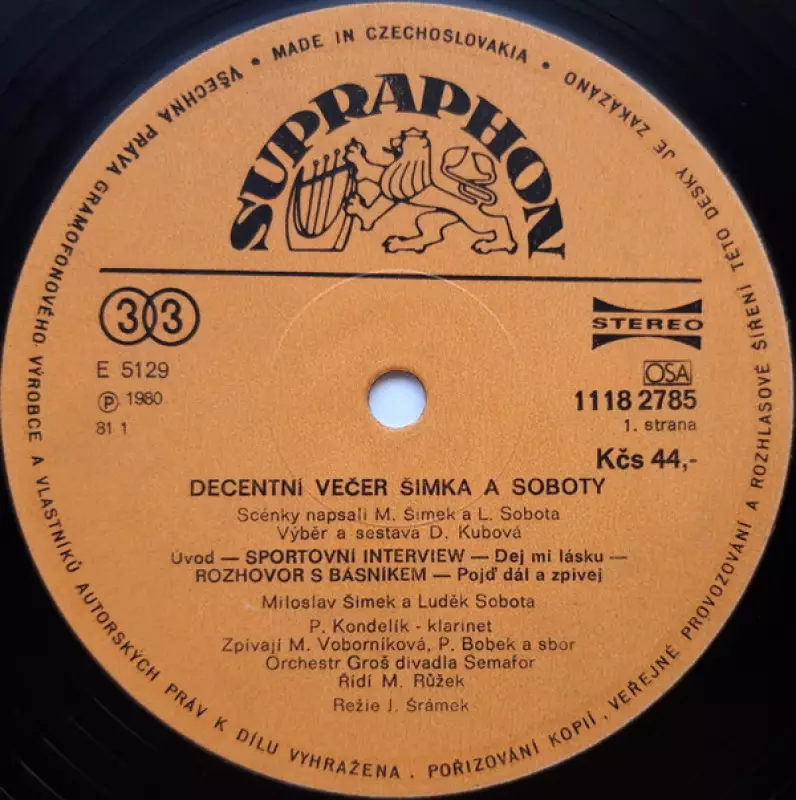 • MADE IN CZECHOSLOVAKIA •
VŠECHNA PRÁVA GRAMOFONOVÉHO VÝROBCE A VLASTNÍKŮ AUTORSKÝCH PRÁV K DÍLU VYHRAŽENA • POŘIZOVÁNÍ KOPIÍ, VEŘEJNÉ PROVOZOVÁNÍ A ROZHLASOVÉ ŠÍŘENÍ TÉTO DESKY JE ZAKÁZÁNO
SUPRAPHON
33
STEREO
E 5129
OSA
Ⓟ 1980
1118 2785
81 1
1. strana
Kčs 44,-
DECENTNÍ VEČER ŠIMKA A SOBOTY
Scénky napsali M. Šimek a L. Sobota
Výběr a sestava D. Kubová
Úvod — SPORTOVNÍ INTERVIEW — Dej mi lásku —
ROZHOVOR S BÁSNÍKEM — Pojď dál a zpívej
Miloslav Šimek a Luděk Sobota
P. Kondelík - klarinet
Zpívají M. Voborníková, P. Bobek a sbor
Orchestr Groš divadla Semafor
Řídí M. Růžek
Režie J. Šrámek